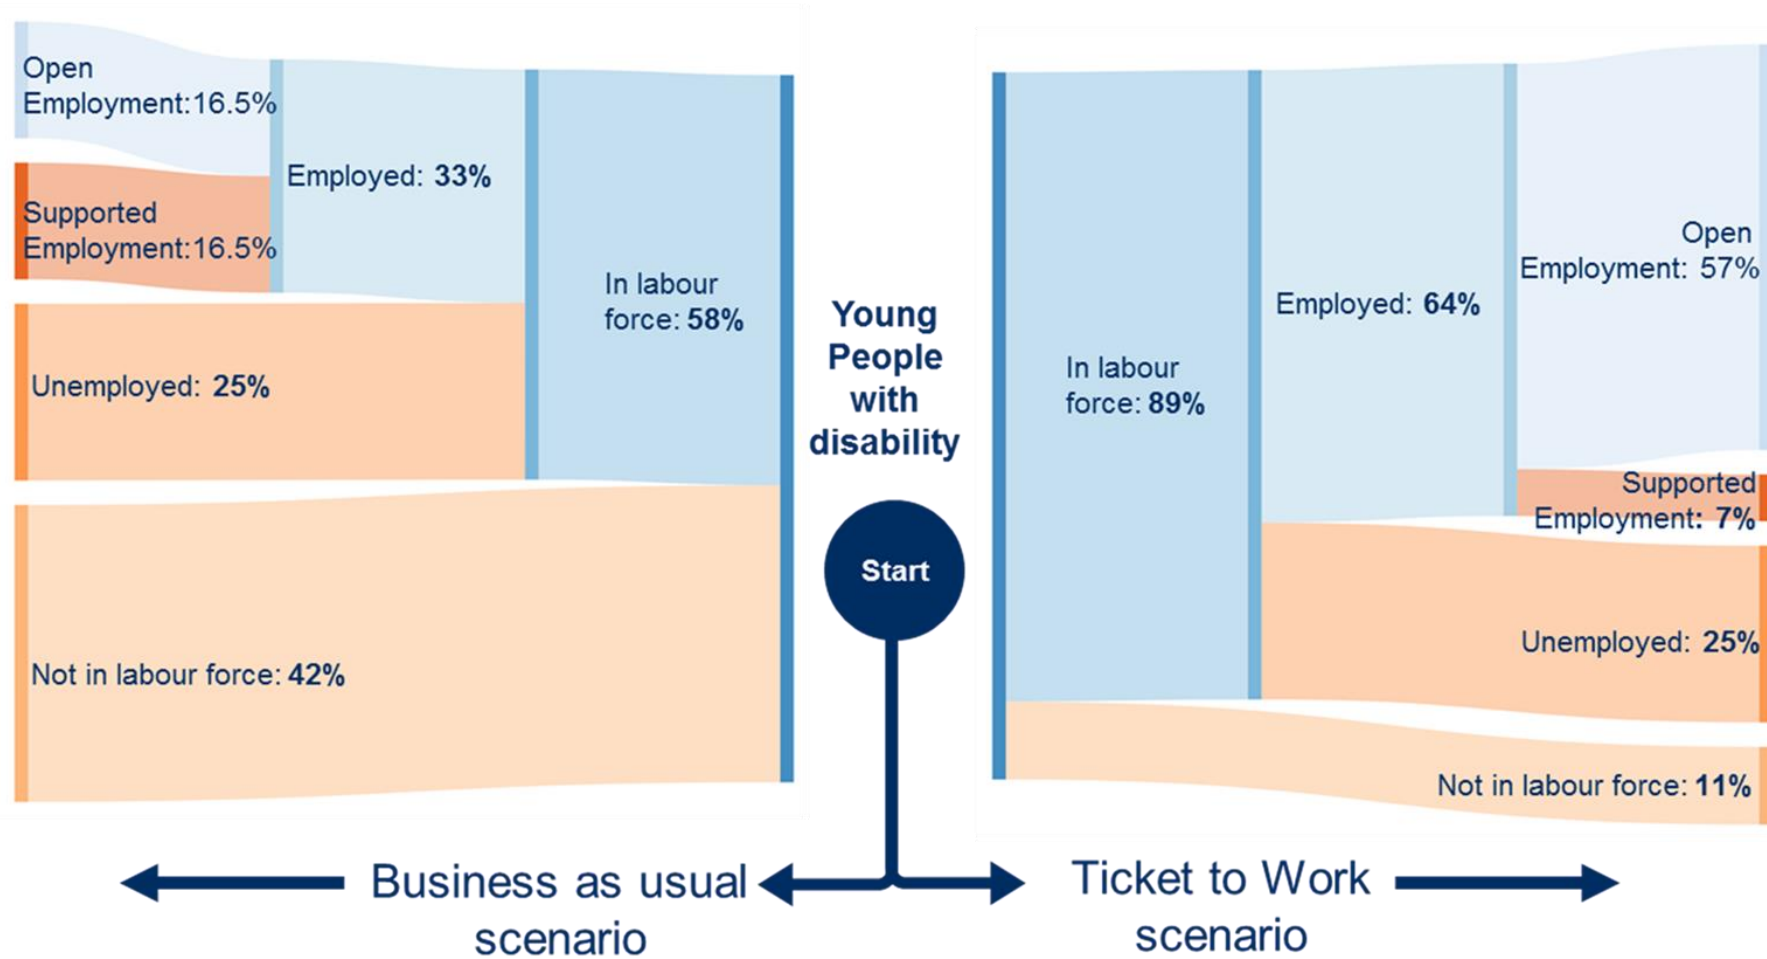 Open
Employment:16.5%
Supported
Employment:16.5%
Employed: 33%
Unemployed: 25%
In labour
force: 58%
Not in labour force: 42%
Young
People
with
disability
Start
In labour
force: 89%
Employed: 64%
Open
Employment: 57%
Supported
Employment: 7%
Unemployed: 25%
Not in labour force: 11%
Business as usual
scenario
Ticket to Work
scenario